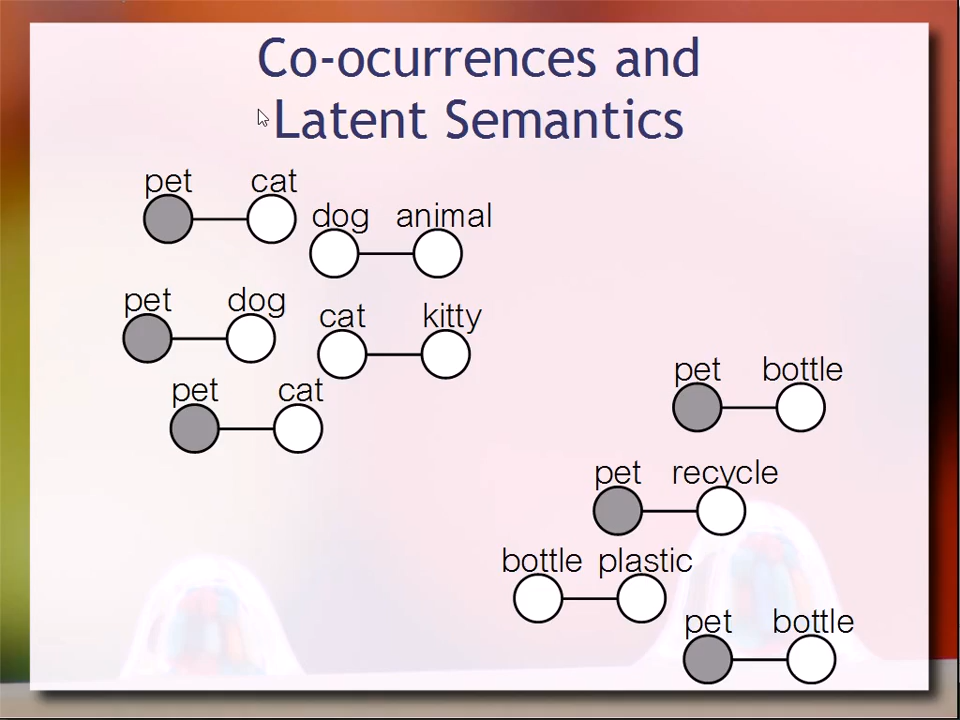 Co-ocurrences and
Latent Semantics
pet cat
dog animal
pet dog
cat kitty
pet cat
pet bottle
pet recycle
bottle plastic
pet bottle